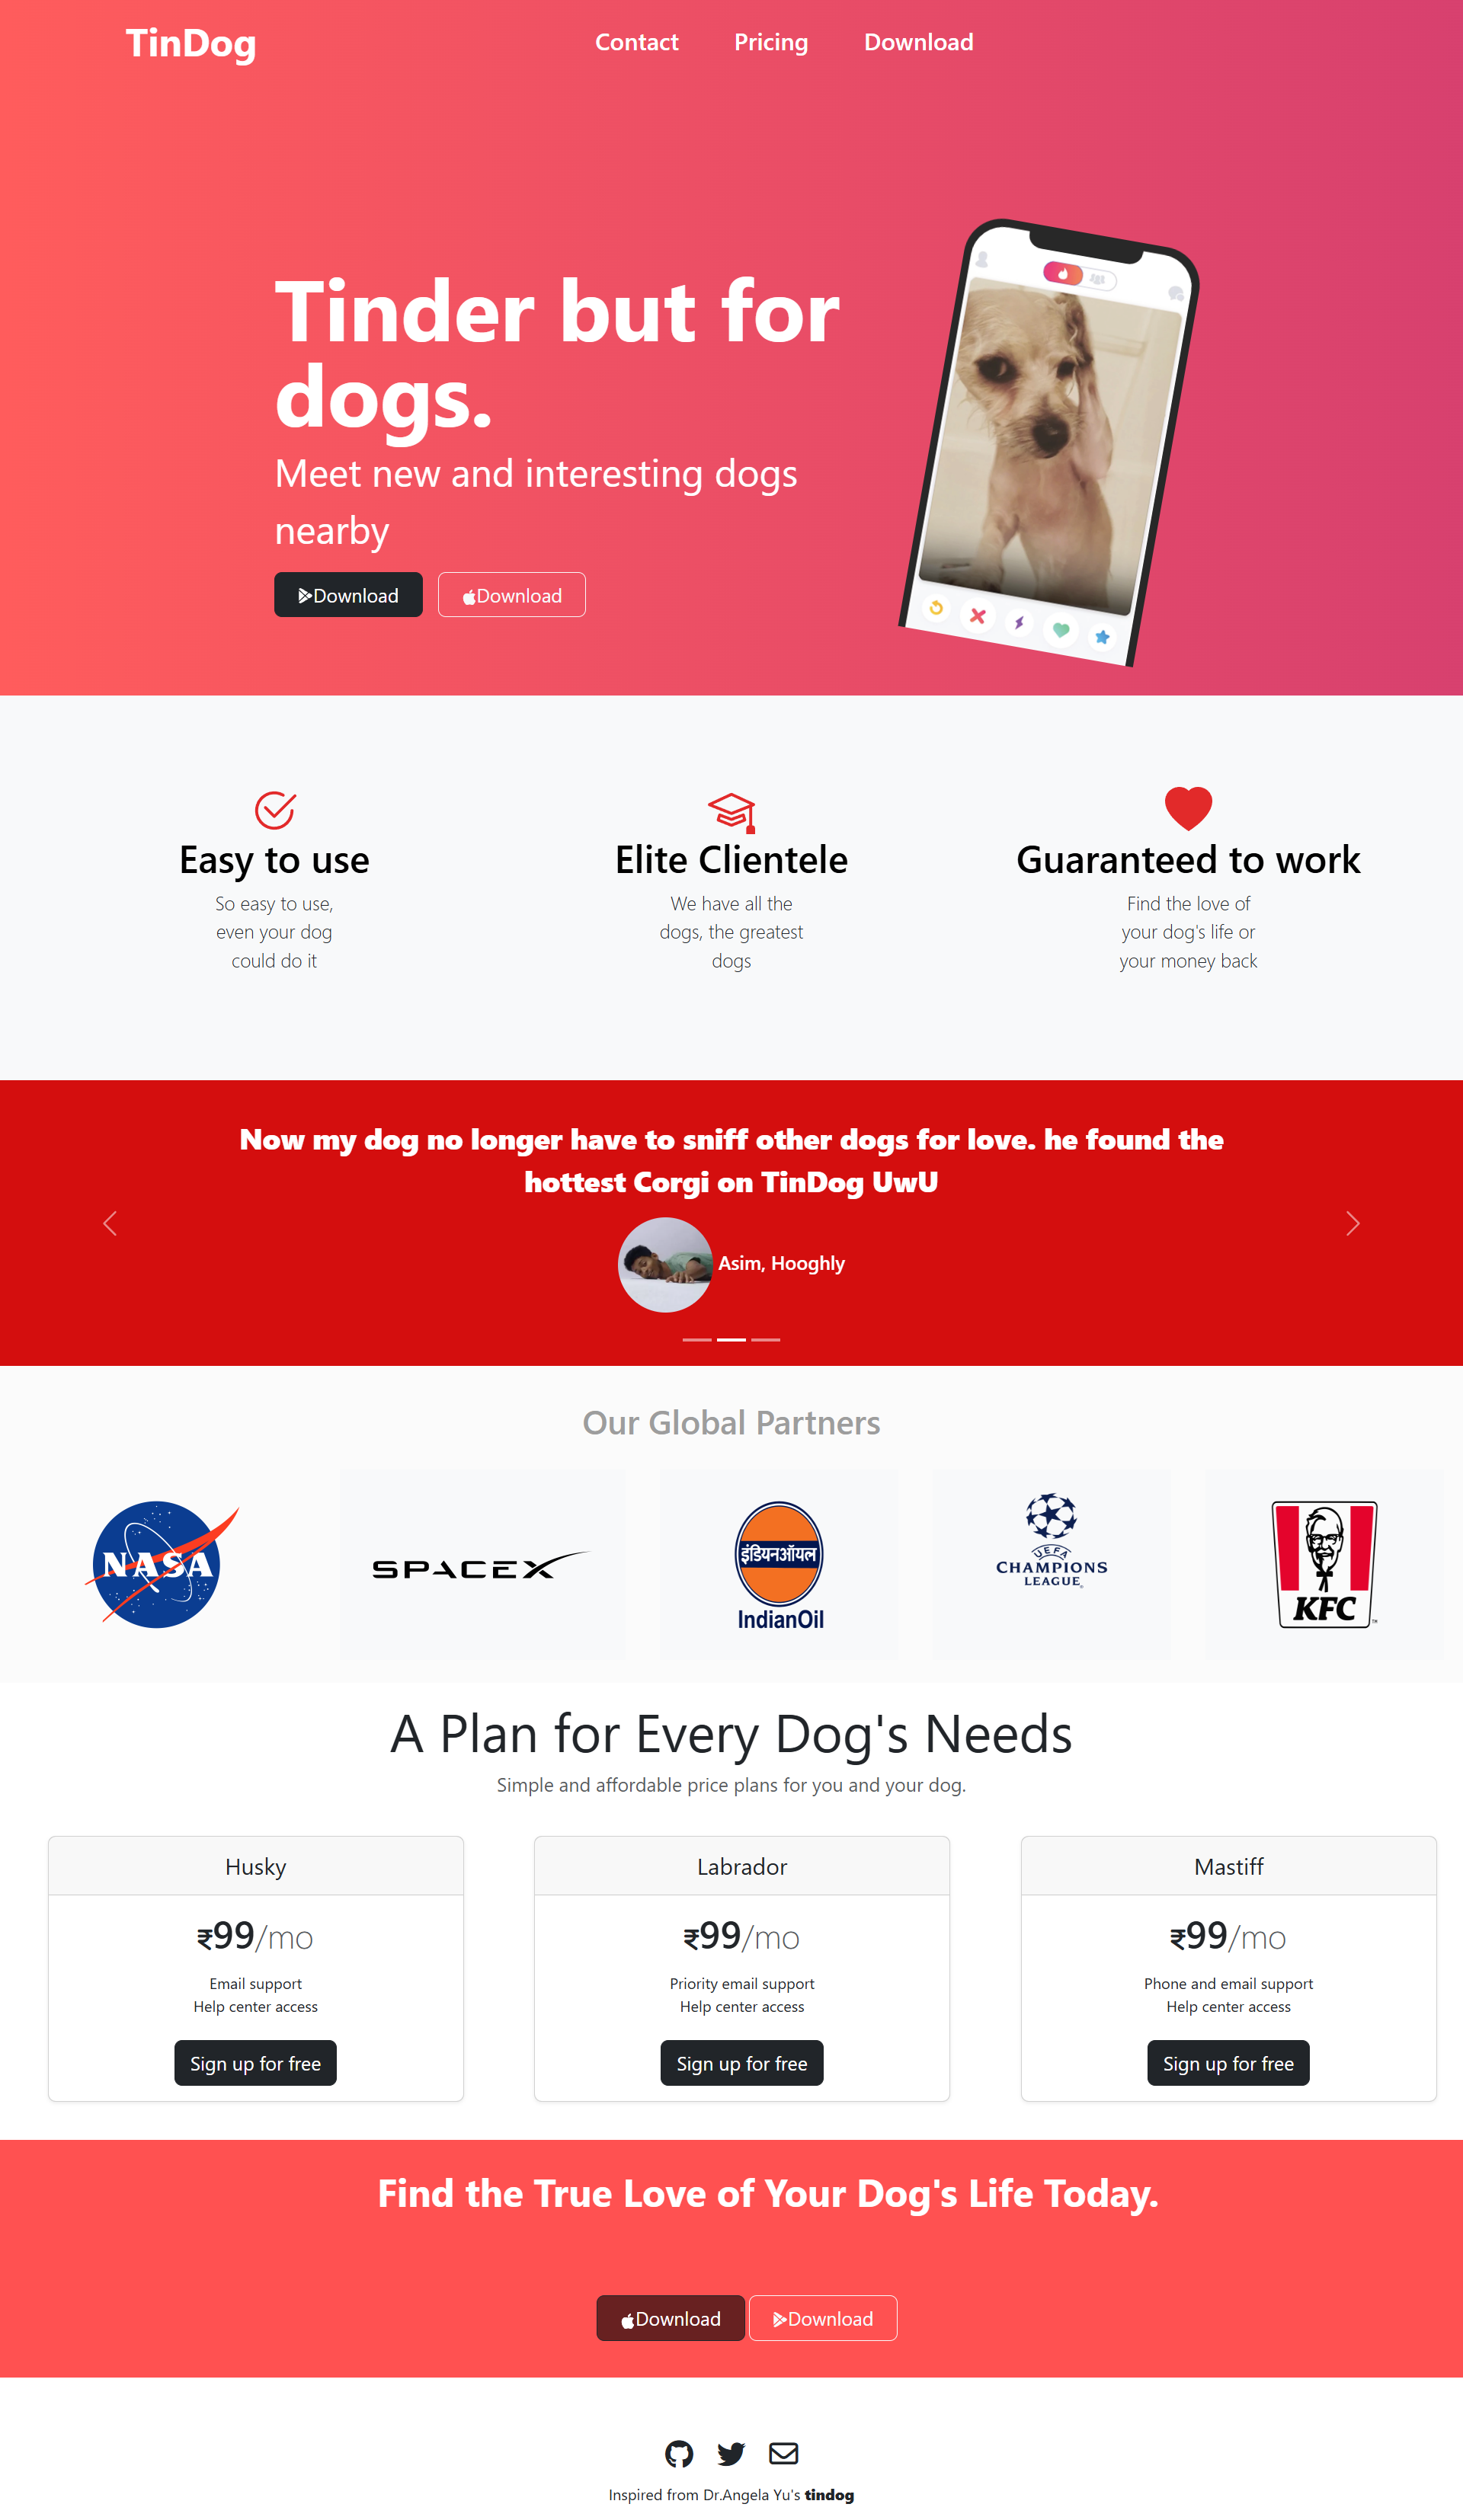 TinDog
Contact
Pricing
Download
Tinder but for
dogs.
Meet new and interesting dogs
nearby
Download
Download
Easy to use
So easy to use,
even your dog
could do it
Elite Clientele
We have all the
dogs, the greatest
dogs
Guaranteed to work
Find the love of
your dog's life or
your money back
Now my dog no longer have to sniff other dogs for love. he found the
hottest Corgi on TinDog UwU
Asim, Hooghly
Our Global Partners
NASA
SPACEX
इंडियनऑयल
IndianOil
UEFA
CHAMPIONS
LEAGUE
KFC
TM
A Plan for Every Dog's Needs
Simple and affordable price plans for you and your dog.
Husky
₹99/mo
Email support
Help center access
Sign up for free
Labrador
₹99/mo
Priority email support
Help center access
Sign up for free
Mastiff
₹99/mo
Phone and email support
Help center access
Sign up for free
Find the True Love of Your Dog's Life Today.
Download
Download
Inspired from Dr.Angela Yu's tindog